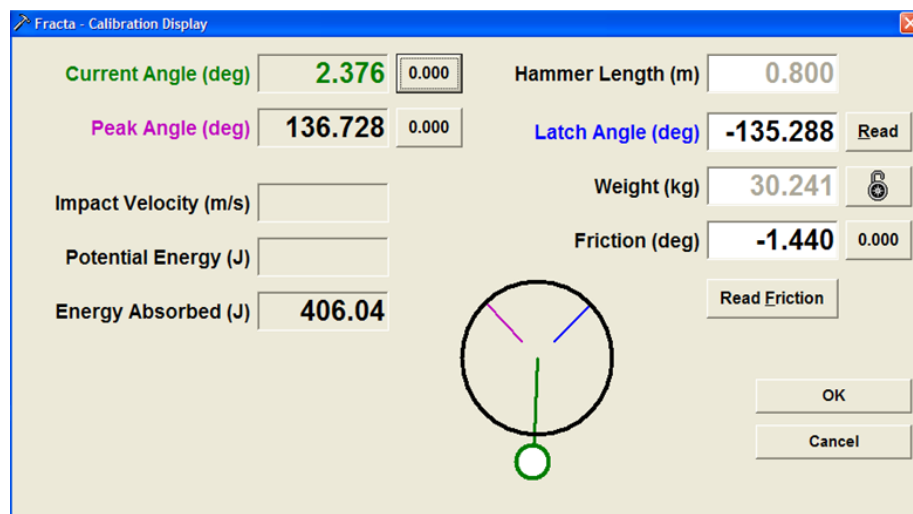 Fracta - Calibration Display
Current Angle (deg) 2.376 0.000 Hammer Length (m) 0.800
Peak Angle (deg) 136.728 0.000 Latch Angle (deg) -135.288 Read
Impact Velocity (m/s) Weight (kg) 30.241
Potential Energy (J) Friction (deg) -1.440 0.000
Energy Absorbed (J) 406.04 Read Friction
OK
Cancel